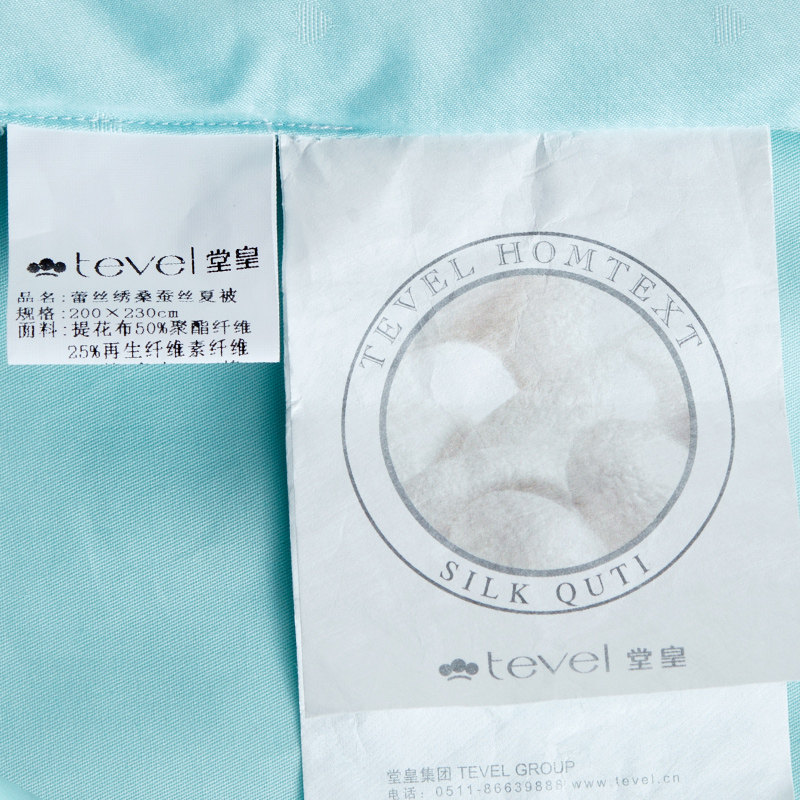 tevel 堂皇
品名:蕾丝绣桑蚕丝夏被
规格:200×230cm
面料:提花布50%聚酯纤维
25%再生纤维素纤维
TEVEL HOMTEXT
SILK QUTI
tevel 堂皇
堂皇集团 TEVEL GROUP
电话:0511-86639888 www.tevel.cn